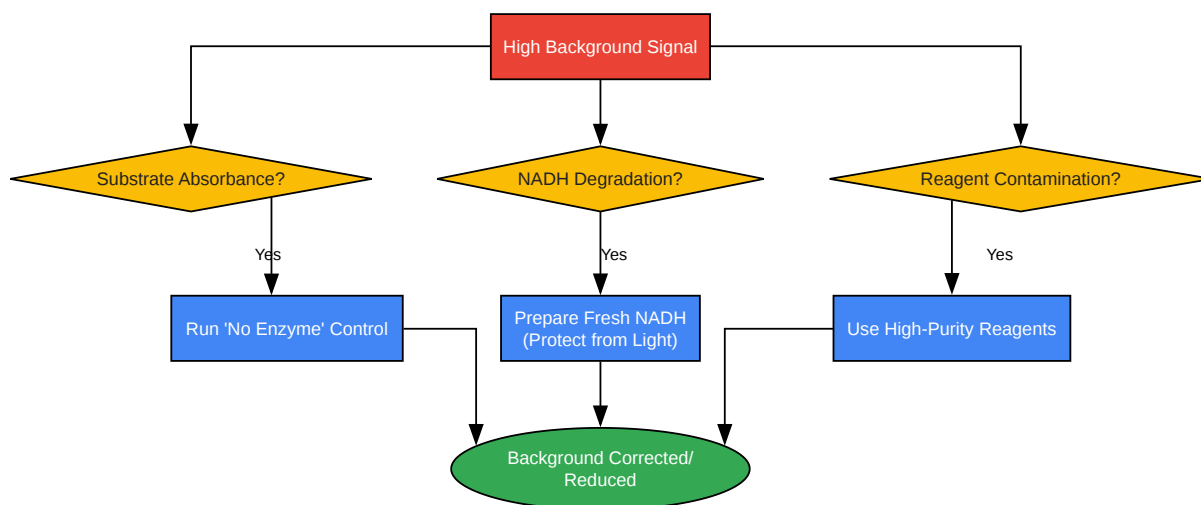 High Background Signal
Substrate Absorbance?
NADH Degradation?
Reagent Contamination?
Yes
Yes
Yes
Run 'No Enzyme' Control
Prepare Fresh NADH
(Protect from Light)
Use High-Purity Reagents
Background Corrected/
Reduced